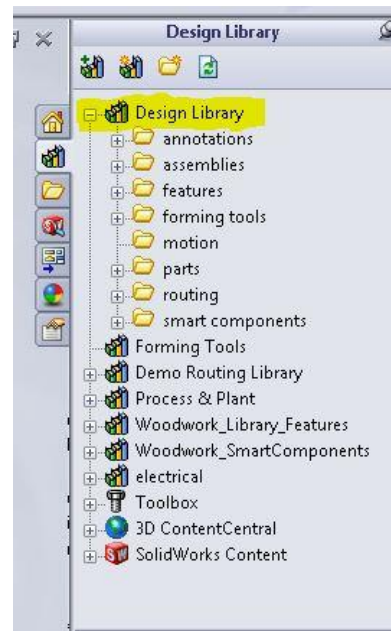 Design Library
Design Library
annotations
assemblies
features
forming tools
motion
parts
routing
smart components
Forming Tools
Demo Routing Library
Process & Plant
Woodwork_Library_Features
Woodwork_SmartComponents
electrical
Toolbox
3D ContentCentral
SolidWorks Content